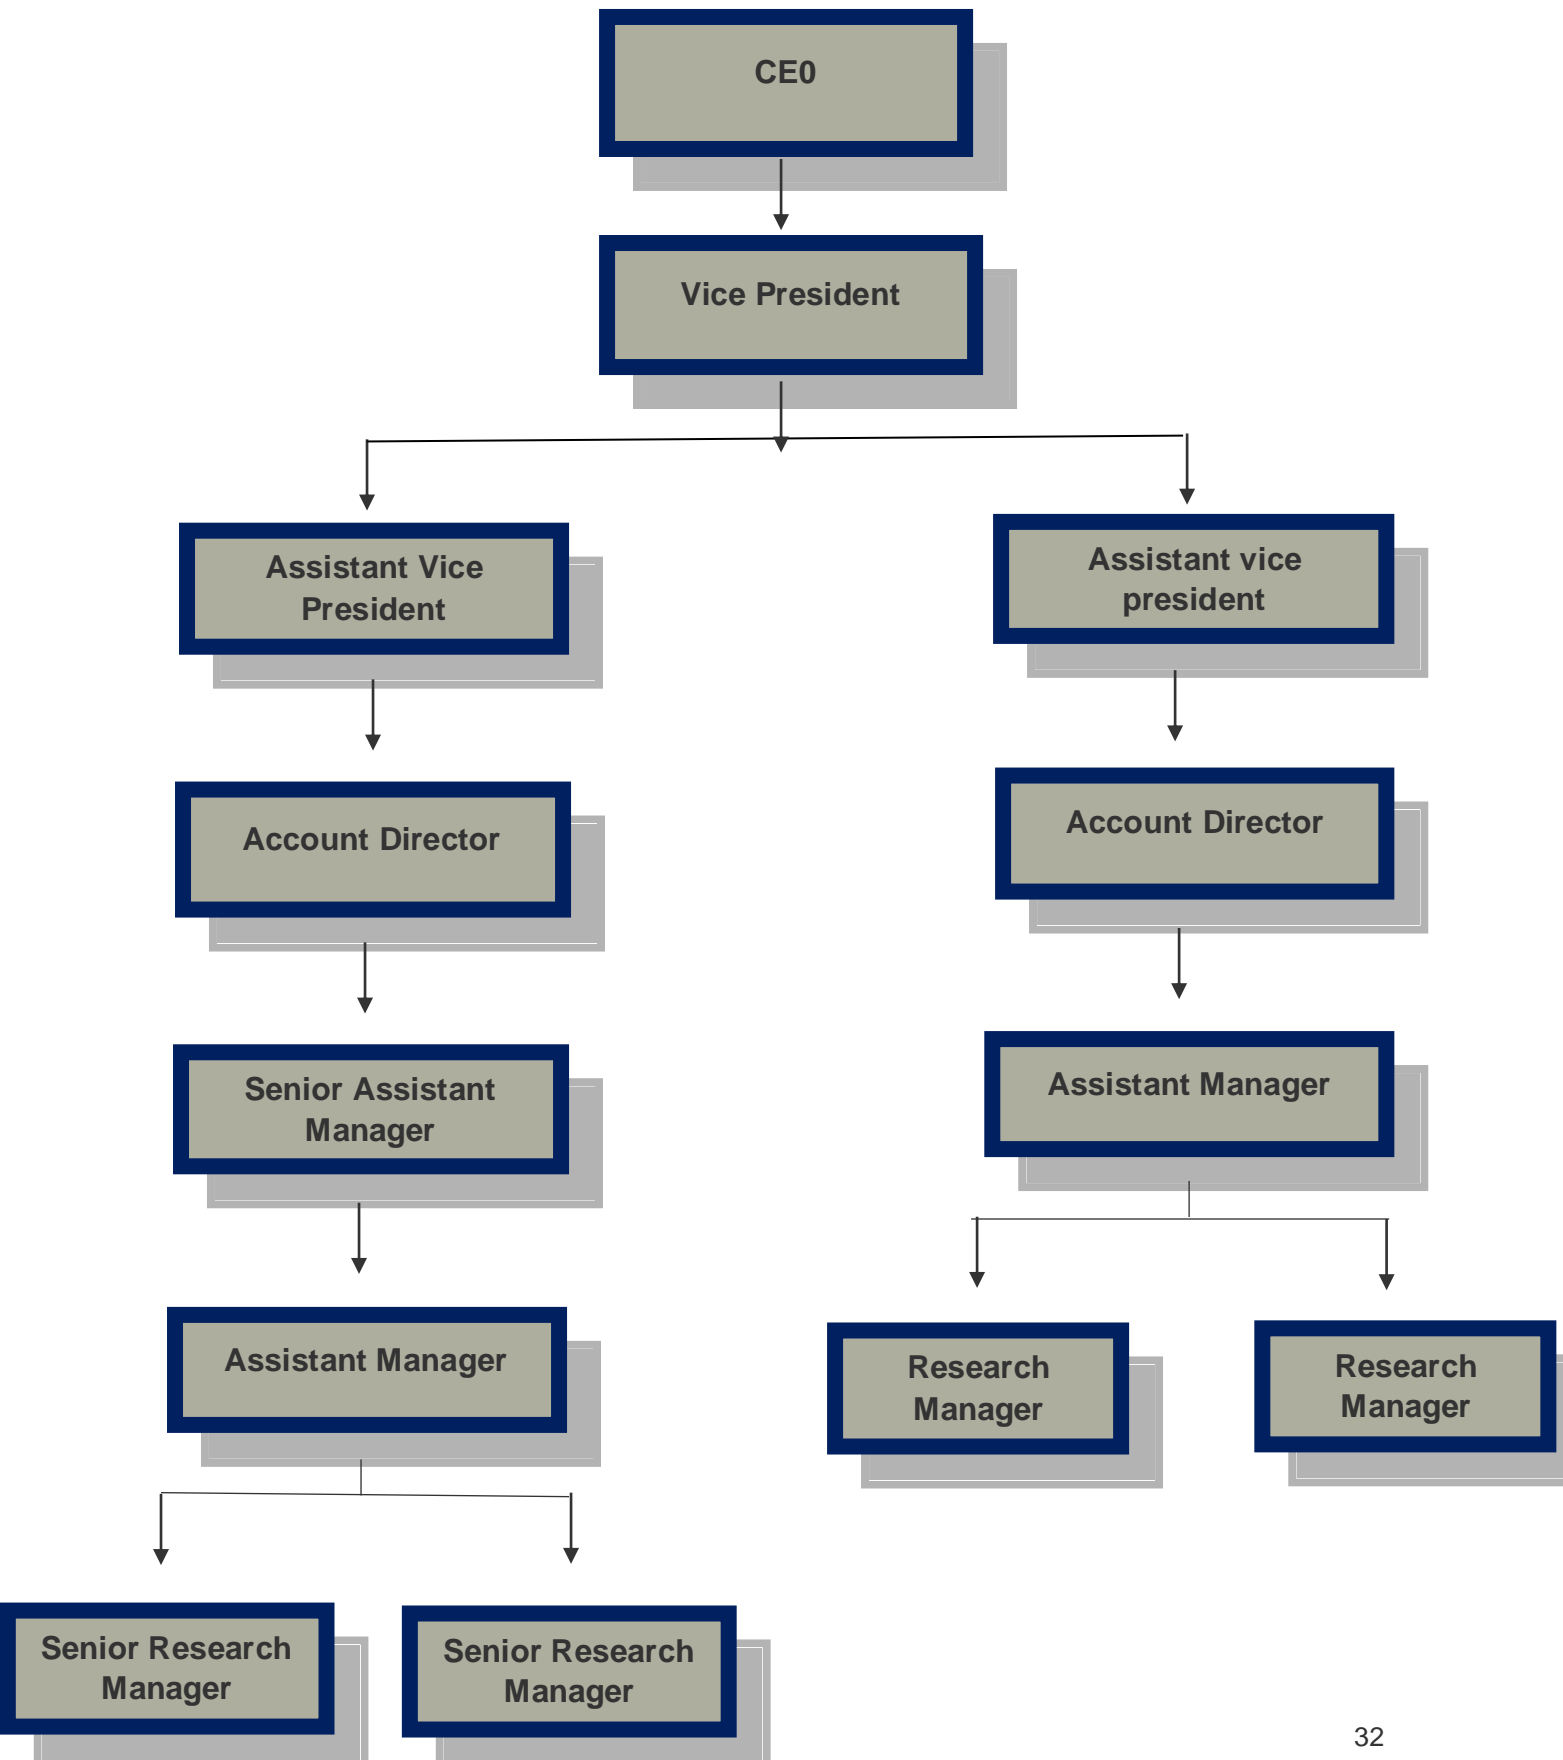 CE0
Vice President
Assistant Vice
President
Assistant vice
president
Account Director
Account Director
Senior Assistant
Manager
Assistant Manager
Assistant Manager
Research
Manager
Research
Manager
Senior Research
Manager
Senior Research
Manager
32